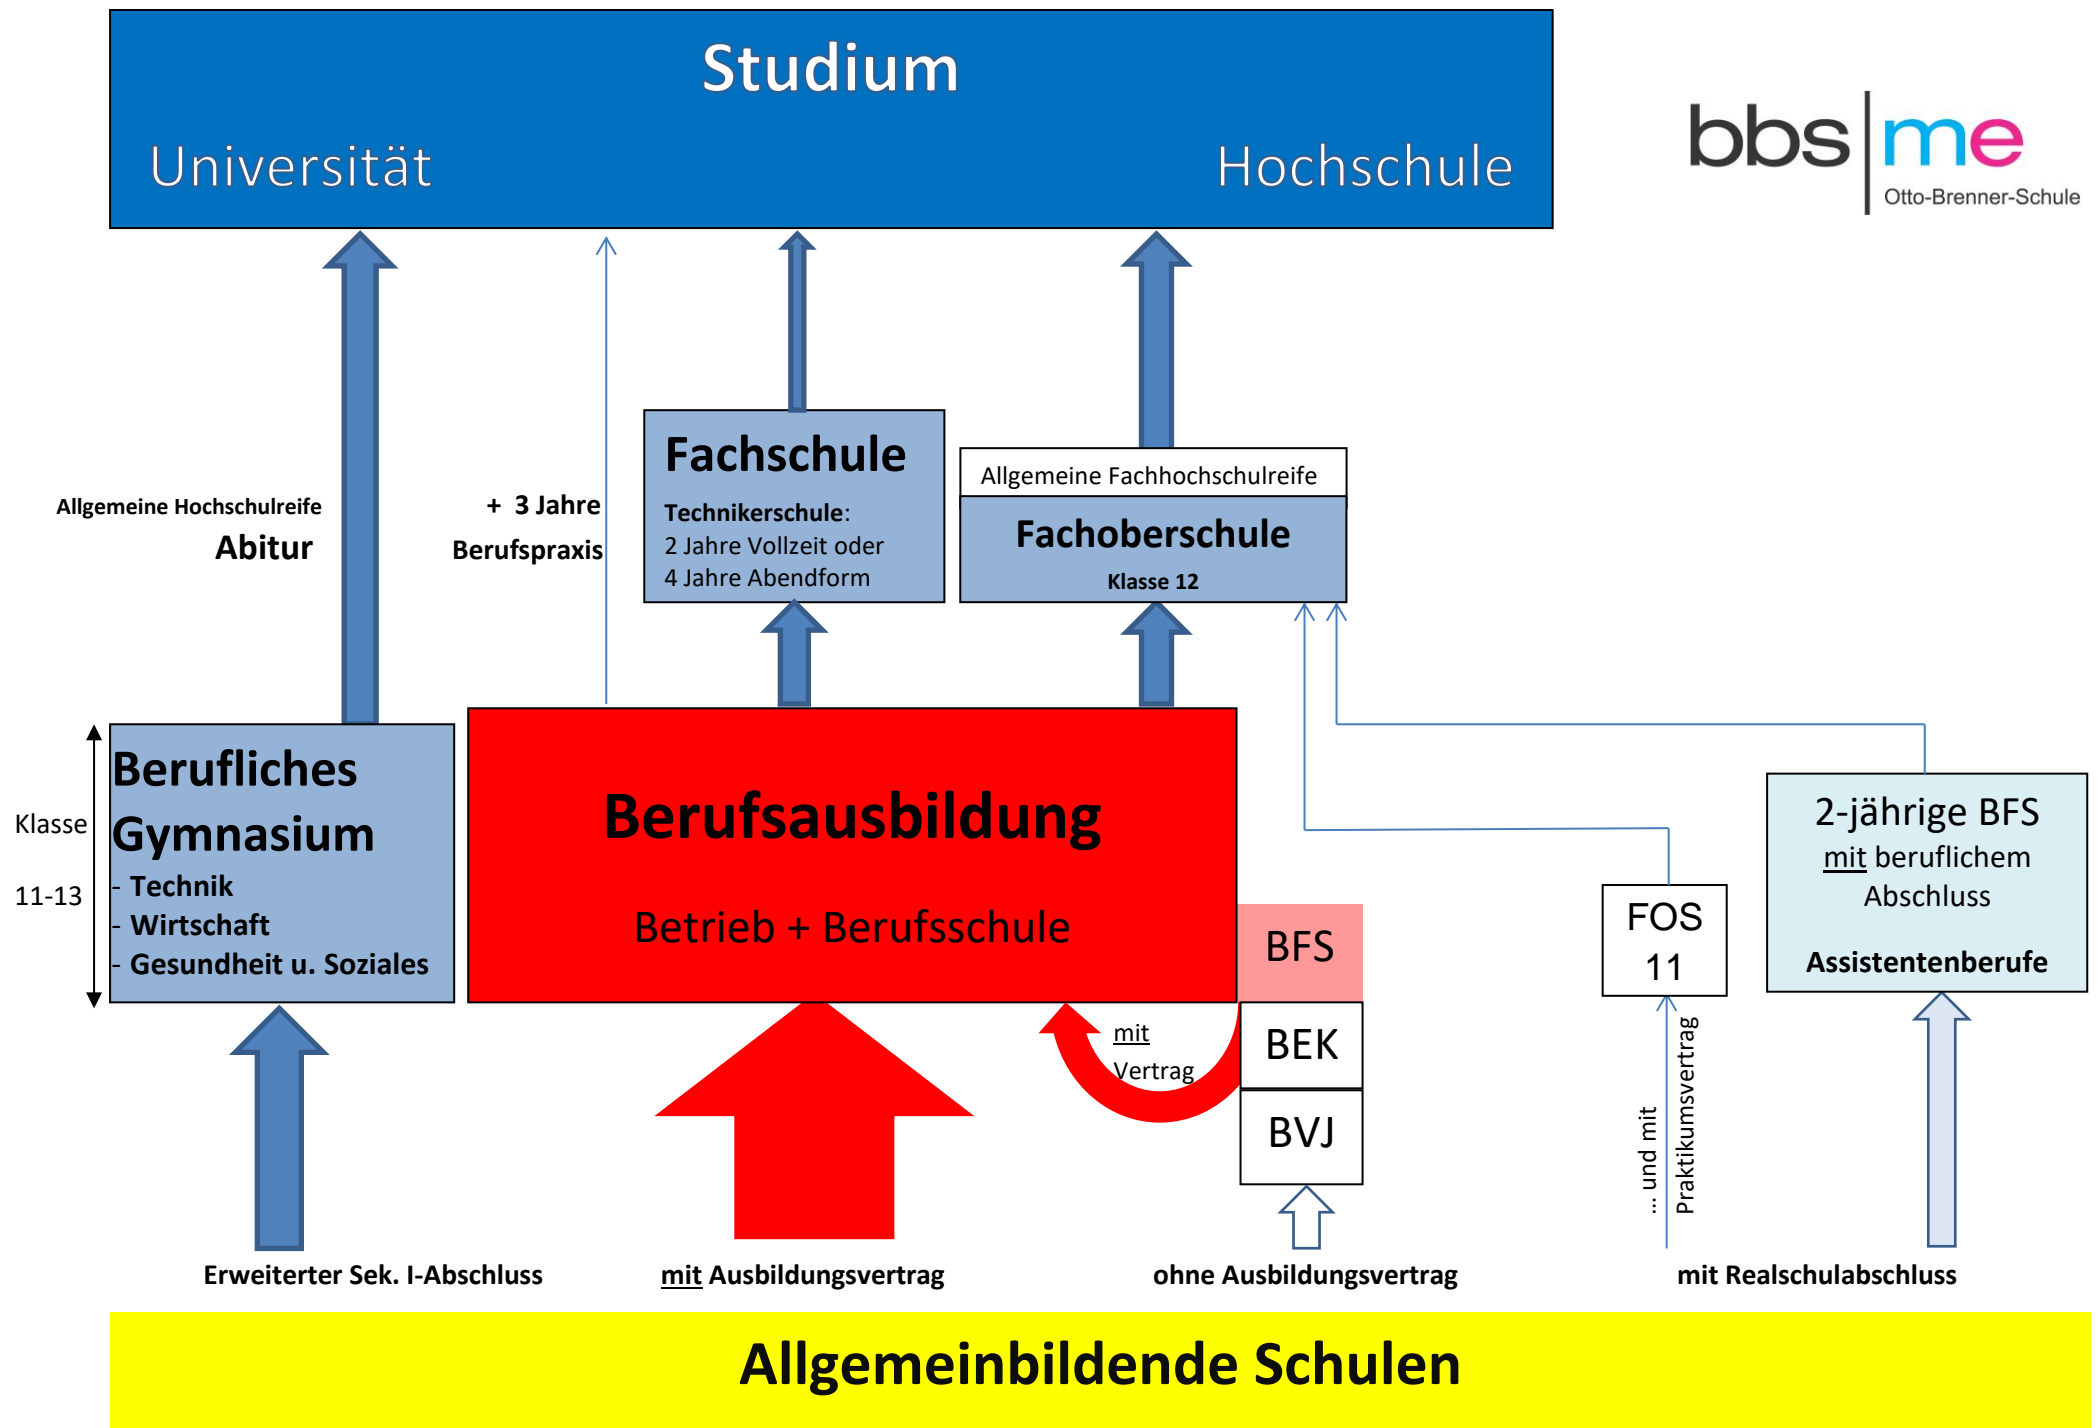 Studium
Universität
Hochschule
bbs me
Otto-Brenner-Schule
Allgemeine Hochschulreife
Abitur
+ 3 Jahre
Berufspraxis
Fachschule
Technikerschule:
2 Jahre Vollzeit oder
4 Jahre Abendform
Allgemeine Fachhochschulreife
Fachoberschule
Klasse 12
Klasse
11-13
Berufliches
Gymnasium
- Technik
- Wirtschaft
- Gesundheit u. Soziales
Berufsausbildung
Betrieb + Berufsschule
BFS
BEK
BVJ
mit
Vertrag
FOS
11
2-jährige BFS
mit beruflichem
Abschluss
Assistentenberufe
... und mit
Praktikumsvertrag
Erweiterter Sek. I-Abschluss
mit Ausbildungsvertrag
ohne Ausbildungsvertrag
mit Realschulabschluss
Allgemeinbildende Schulen